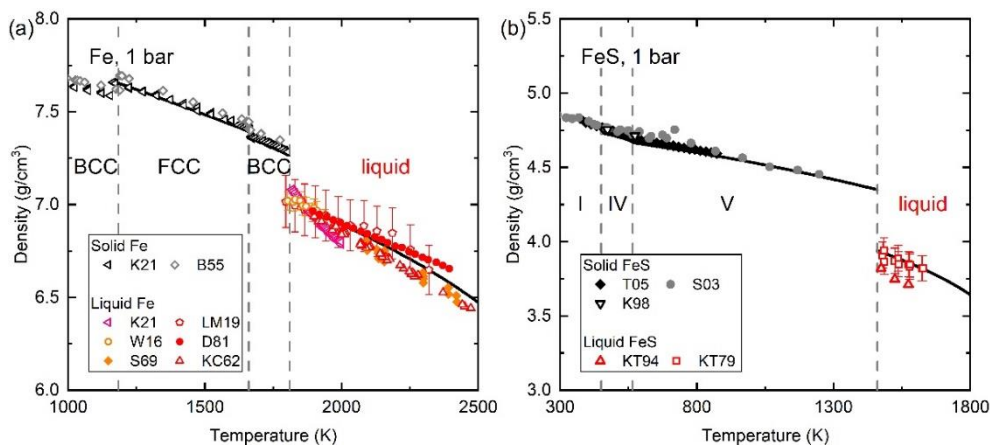 (a)
Fe, 1 bar
8.0
7.5
7.0
6.5
6.0
Density (g/cm³)
BCC
FCC
BCC
liquid
Solid Fe
K21 B55
Liquid Fe
K21 LM19
W16 D81
S69 KC62
1000 1500 2000 2500
Temperature (K)
(b)
FeS, 1 bar
5.5
5.0
4.5
4.0
3.5
3.0
Density (g/cm³)
I IV V
liquid
Solid FeS
T05 S03
K98
Liquid FeS
KT94 KT79
300 800 1300 1800
Temperature (K)